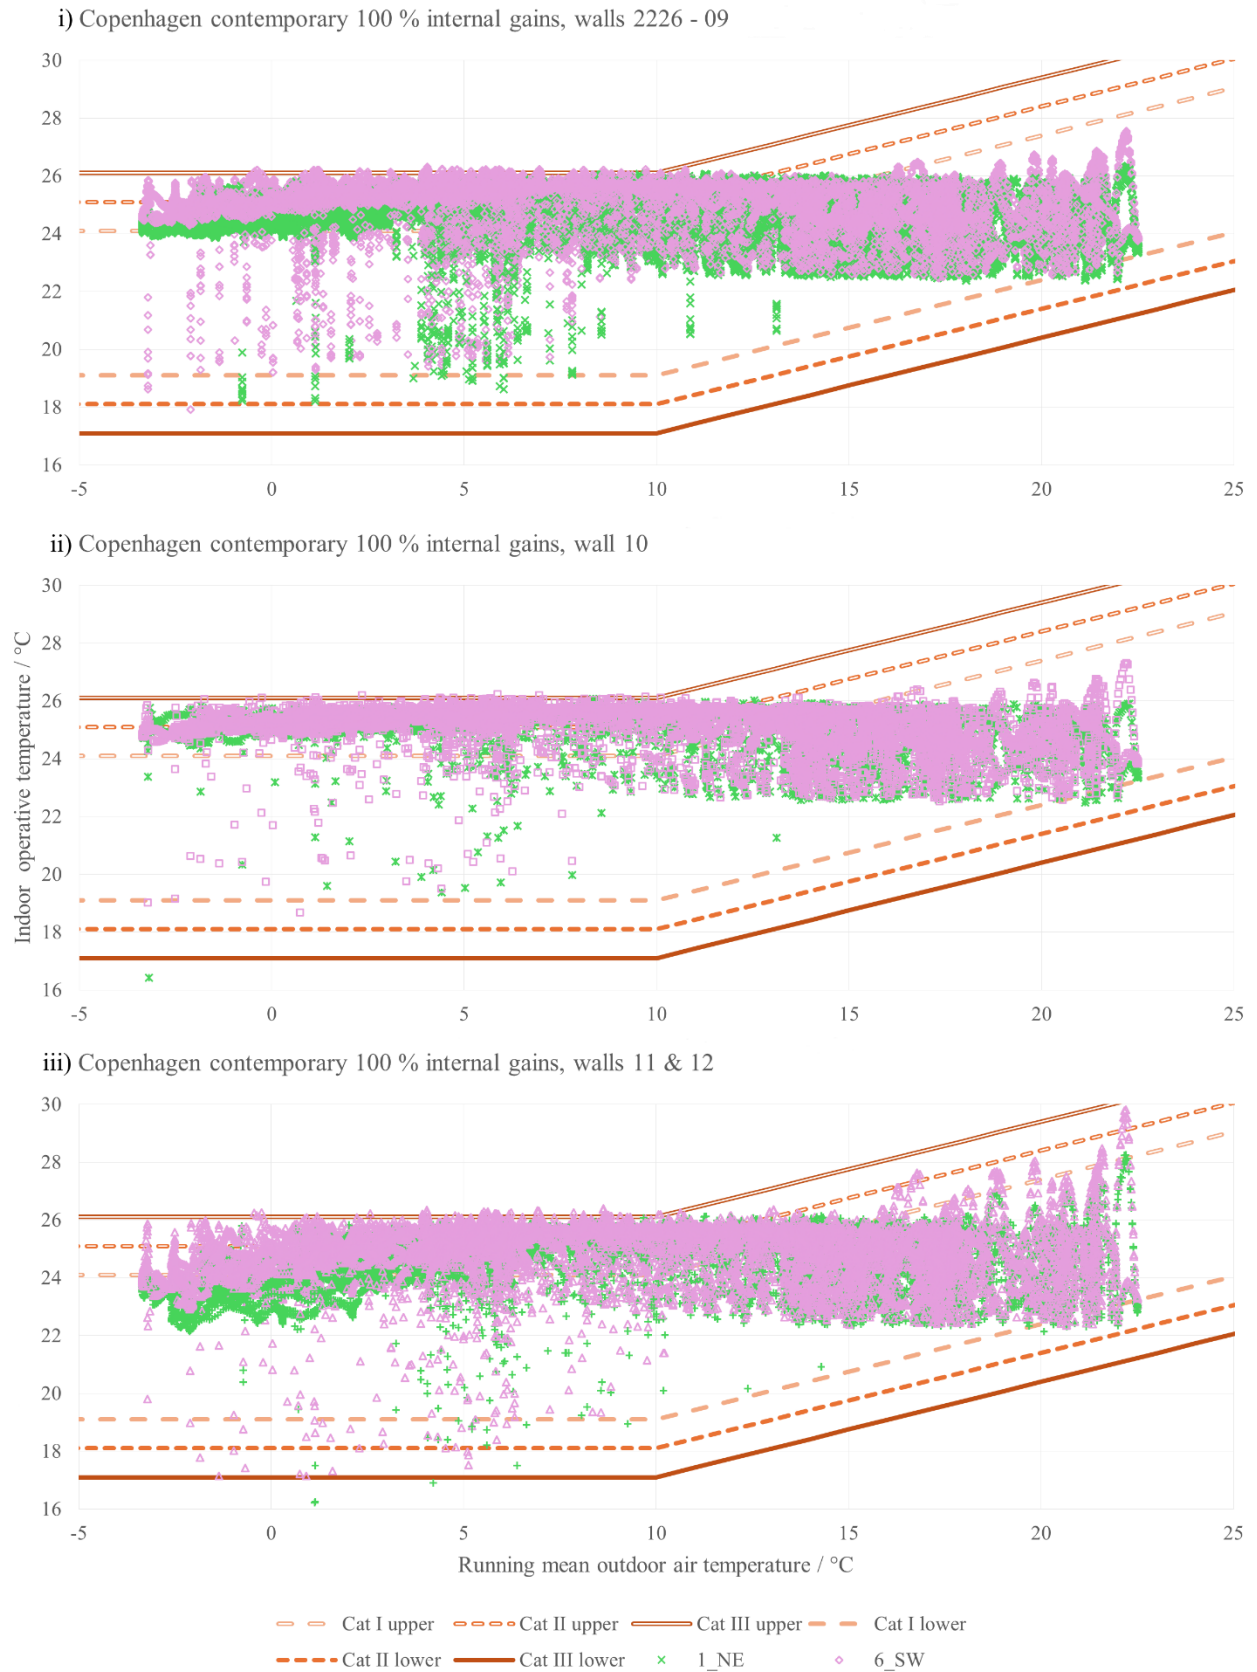 i) Copenhagen contemporary 100 % internal gains, walls 2226 - 09
30
28
26
24
22
20
18
16
-5 0 5 10 15 20 25
ii) Copenhagen contemporary 100 % internal gains, wall 10
30
28
26
24
22
20
18
16
-5 0 5 10 15 20 25
Indoor operative temperature / °C
iii) Copenhagen contemporary 100 % internal gains, walls 11 & 12
30
28
26
24
22
20
18
16
-5 0 5 10 15 20 25
Running mean outdoor air temperature / °C
Cat I upper Cat II upper Cat III upper Cat I lower
Cat II lower Cat III lower 1_NE 6_SW